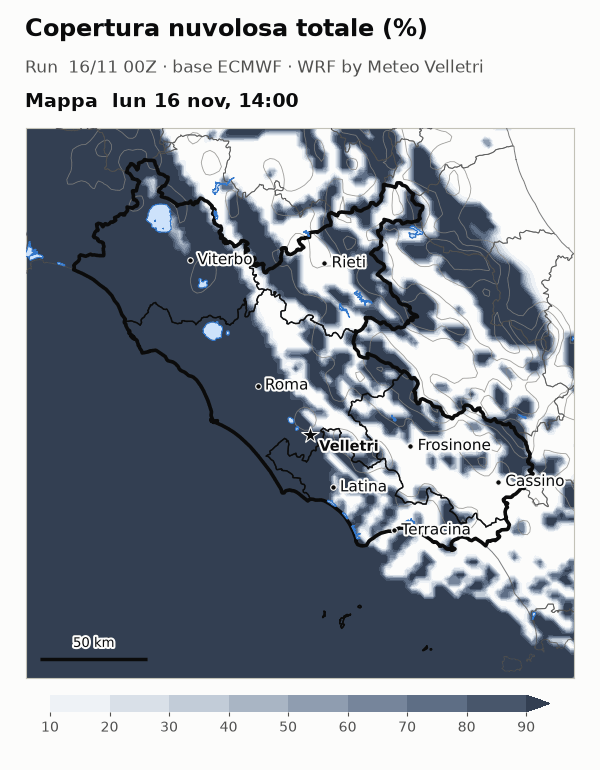 Copertura nuvolosa totale (%)
Run 16/11 00Z · base ECMWF · WRF by Meteo Velletri
Mappa lun 16 nov, 14:00
Viterbo
Rieti
Roma
Velletri
Frosinone
Cassino
Latina
Terracina
50 km
10 20 30 40 50 60 70 80 90